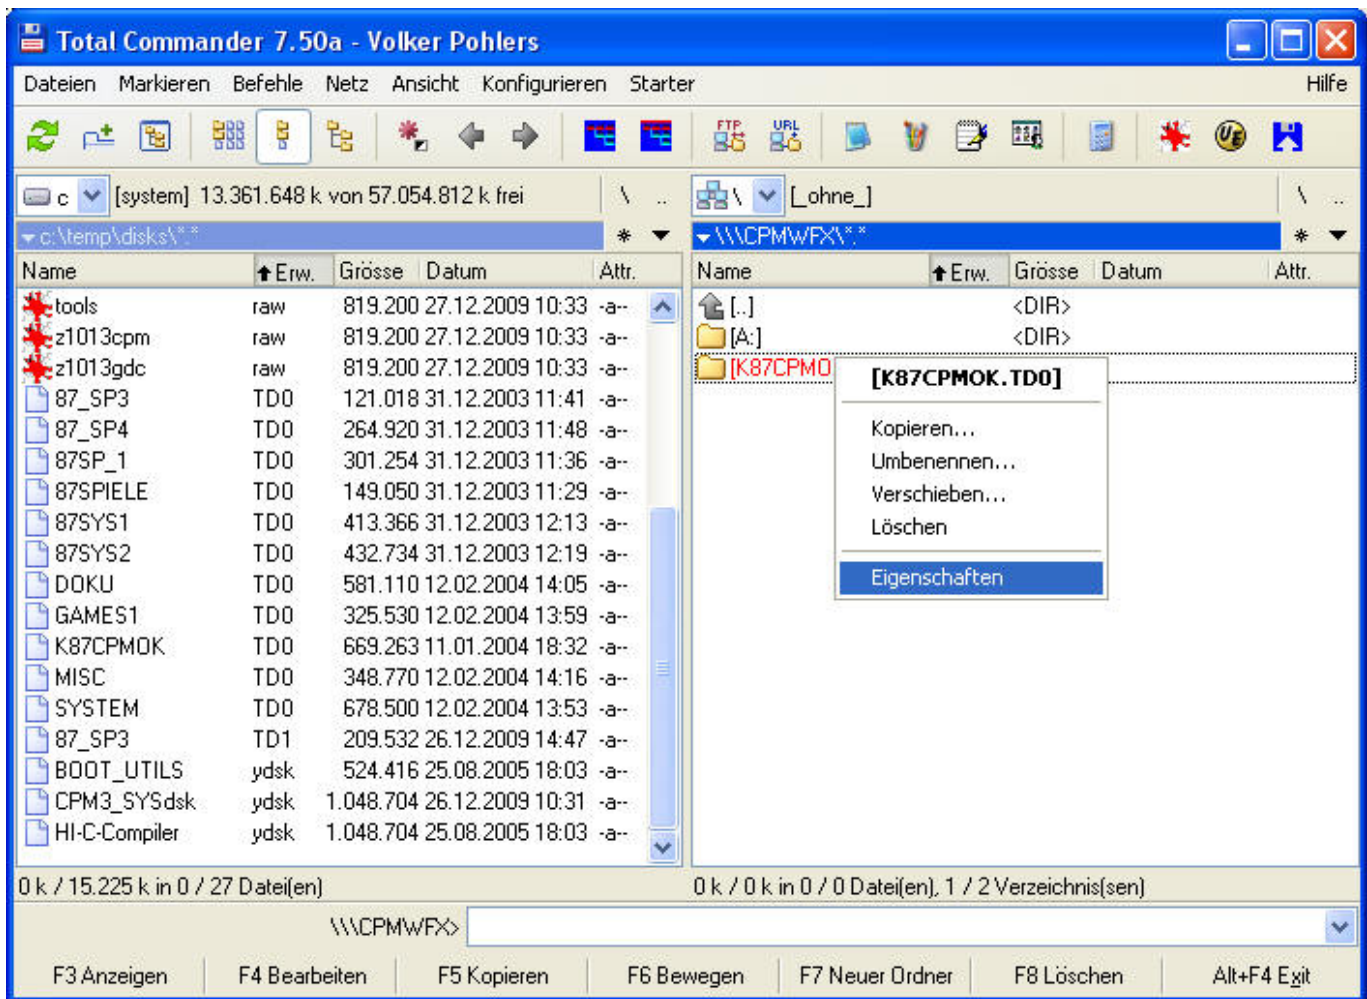 Total Commander 7.50a - Volker Pohlers
Dateien Markieren Befehle Netz Ansicht Konfigurieren Starter Hilfe
FTP URL UE
c [system] 13.361.648 k von 57.054.812 k frei \ .. \ [_ohne_] \ ..
c:\temp\disks\*.* * \\\CPMWFX\*.* *
Name Erw. Grösse Datum Attr. Name Erw. Grösse Datum Attr.
tools raw 819.200 27.12.2009 10:33 -a-- [..] <DIR>
z1013cpm raw 819.200 27.12.2009 10:33 -a-- [A:] <DIR>
z1013gdc raw 819.200 27.12.2009 10:33 -a-- [K87CPMO
87_SP3 TD0 121.018 31.12.2003 11:41 -a--
87_SP4 TD0 264.920 31.12.2003 11:48 -a--
87SP_1 TD0 301.254 31.12.2003 11:36 -a--
87SPIELE TD0 149.050 31.12.2003 11:29 -a--
87SYS1 TD0 413.366 31.12.2003 12:13 -a--
87SYS2 TD0 432.734 31.12.2003 12:19 -a--
DOKU TD0 581.110 12.02.2004 14:05 -a--
GAMES1 TD0 325.530 12.02.2004 13:59 -a--
K87CPMOK TD0 669.263 11.01.2004 18:32 -a--
MISC TD0 348.770 12.02.2004 14:16 -a--
SYSTEM TD0 678.500 12.02.2004 13:53 -a--
87_SP3 TD1 209.532 26.12.2009 14:47 -a--
BOOT_UTILS ydsk 524.416 25.08.2005 18:03 -a--
CPM3_SYSdsk ydsk 1.048.704 26.12.2009 10:31 -a--
HI-C-Compiler ydsk 1.048.704 25.08.2005 18:03 -a--
[K87CPMOK.TD0]
Kopieren...
Umbenennen...
Verschieben...
Löschen
Eigenschaften
0 k / 15.225 k in 0 / 27 Datei(en) 0 k / 0 k in 0 / 0 Datei(en), 1 / 2 Verzeichnis(sen)
\\\CPMWFX>
F3 Anzeigen F4 Bearbeiten F5 Kopieren F6 Bewegen F7 Neuer Ordner F8 Löschen Alt+F4 Exit